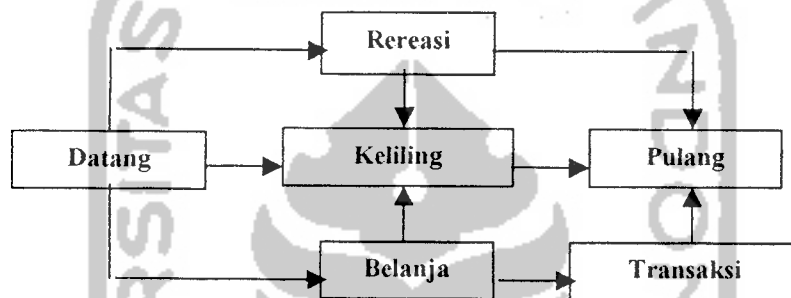 Rereasi
Datang
Keliling
Pulang
Belanja
Transaksi